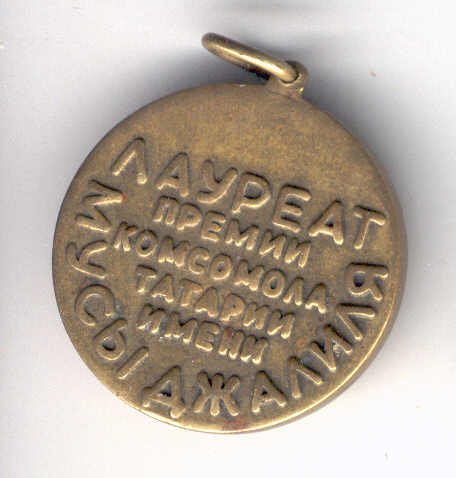 ЛАУРЕАТ
ПРЕМИИ
КОМСОМОЛА
ТАТАРИИ
ИМЕНИ
МУСЫ ДЖАЛИЛЯ